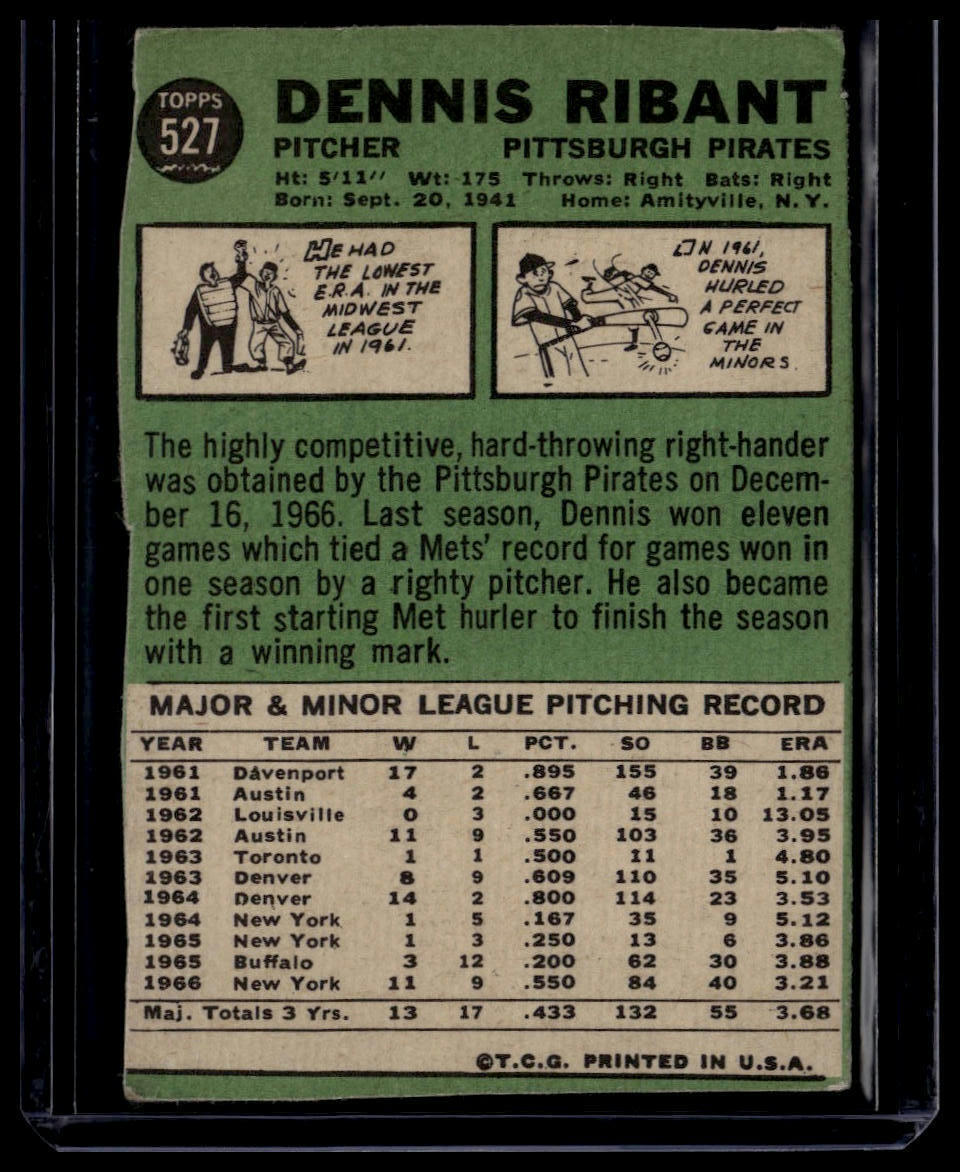 TOPPS
527
DENNIS RIBANT
PITCHER PITTSBURGH PIRATES
Ht: 5'11" Wt: 175 Throws: Right Bats: Right
Born: Sept. 20, 1941 Home: Amityville, N.Y.
HE HAD
THE LOWEST
E.R.A. IN THE
MIDWEST
LEAGUE
IN 1961.
IN 1961,
DENNIS
HURLED
A PERFECT
GAME IN
THE
MINORS.
The highly competitive, hard-throwing right-hander
was obtained by the Pittsburgh Pirates on Decem-
ber 16, 1966. Last season, Dennis won eleven
games which tied a Mets' record for games won in
one season by a righty pitcher. He also became
the first starting Met hurler to finish the season
with a winning mark.
MAJOR & MINOR LEAGUE PITCHING RECORD
YEAR TEAM W L PCT. SO BB ERA
1961 Davenport 17 2 .895 155 39 1.86
1961 Austin 4 2 .667 46 18 1.17
1962 Louisville 0 3 .000 15 10 13.05
1962 Austin 11 9 .550 103 36 3.95
1963 Toronto 1 1 .500 11 1 4.80
1963 Denver 8 9 .609 110 35 5.10
1964 Denver 14 2 .800 114 23 3.53
1964 New York 1 5 .167 35 9 5.12
1965 New York 1 3 .250 13 6 3.86
1965 Buffalo 3 12 .200 62 30 3.88
1966 New York 11 9 .550 84 40 3.21
Maj. Totals 3 Yrs. 13 17 .433 132 55 3.68
©T.C.G. PRINTED IN U.S.A.